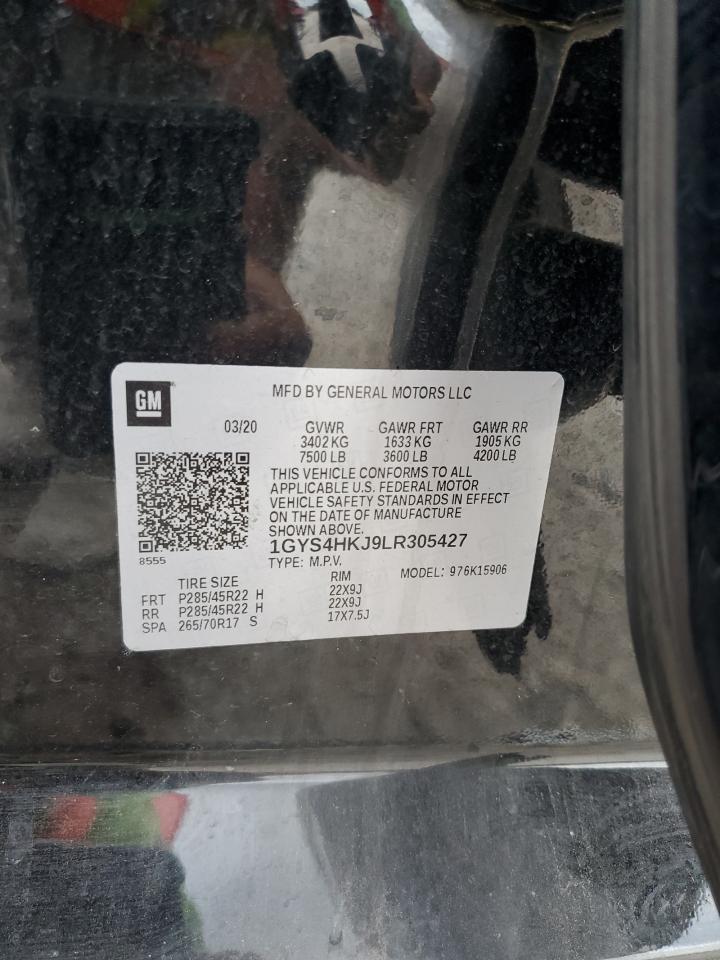 GM
MFD BY GENERAL MOTORS LLC
03/20 GVWR GAWR FRT GAWR RR
3402 KG 1633 KG 1905 KG
7500 LB 3600 LB 4200 LB
THIS VEHICLE CONFORMS TO ALL
APPLICABLE U.S. FEDERAL MOTOR
VEHICLE SAFETY STANDARDS IN EFFECT
ON THE DATE OF MANUFACTURE
SHOWN ABOVE.
1GYS4HKJ9LR305427
8555
TYPE: M.P.V. MODEL: 976K15906
TIRE SIZE RIM
FRT P285/45R22 H 22X9J
RR P285/45R22 H 22X9J
SPA 265/70R17 S 17X7.5J